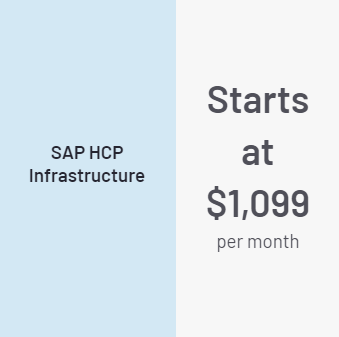 SAP HCP
Infrastructure
Starts
at
$1,099
per month